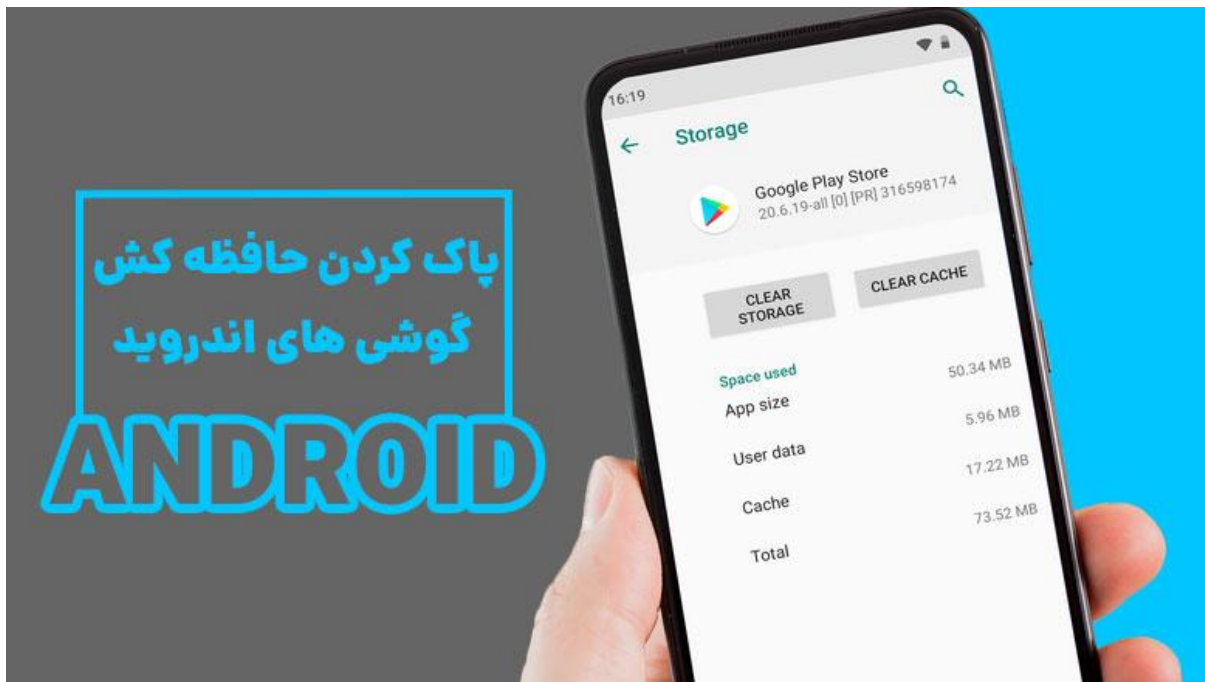 پاک کردن حافظه کش
گوشی های اندروید
ANDROID
16:19
Storage
Google Play Store
20.6.19-all [0] [PR] 316598174
CLEAR
STORAGE
CLEAR CACHE
Space used
App size 50.34 MB
User data 5.96 MB
Cache 17.22 MB
Total 73.52 MB